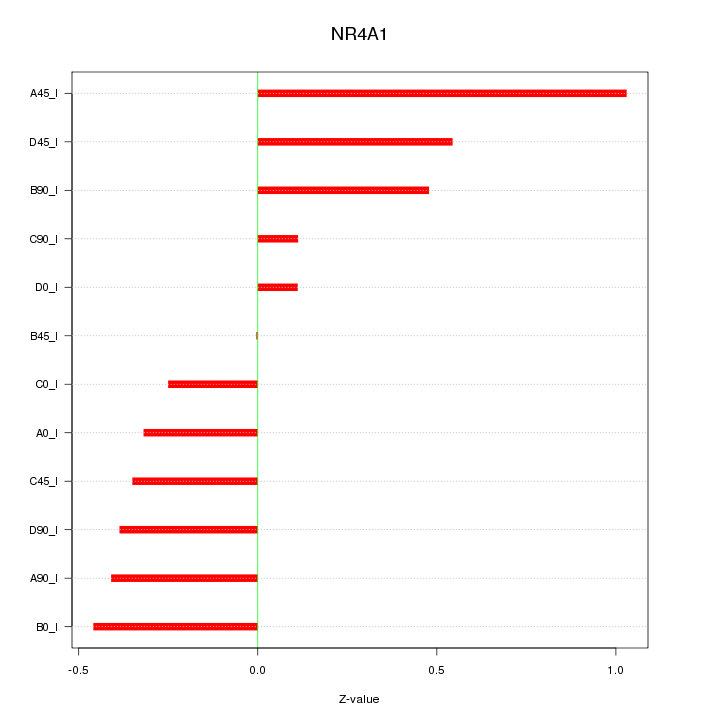 NR4A1
A45_I
D45_I
B90_I
C90_I
D0_I
B45_I
C0_I
A0_I
C45_I
D90_I
A90_I
B0_I
-0.5 0.0 0.5 1.0
Z-value